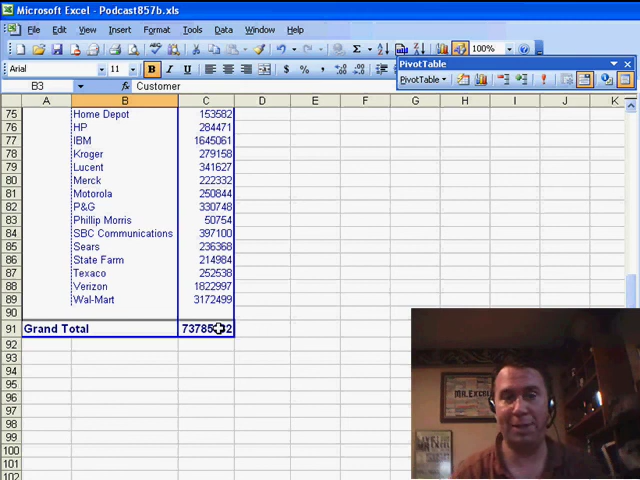 Microsoft Excel - Podcast857b.xls
File Edit View Insert Format Tools Data Window Help
100%
Arial 11 B I U $ %
PivotTable
PivotTable
B3 fx Customer
A B C D E F G H I J K
75 Home Depot 153582
76 HP 284471
77 IBM 1645061
78 Kroger 279158
79 Lucent 341627
80 Merck 222332
81 Motorola 250844
82 P&G 330748
83 Phillip Morris 50754
84 SBC Communications 397100
85 Sears 236368
86 State Farm 214984
87 Texaco 252538
88 Verizon 1822997
89 Wal-Mart 3172499
90
91 Grand Total
92
93
94
95
96
97
98
99
100
101
102
MR.EXCEL